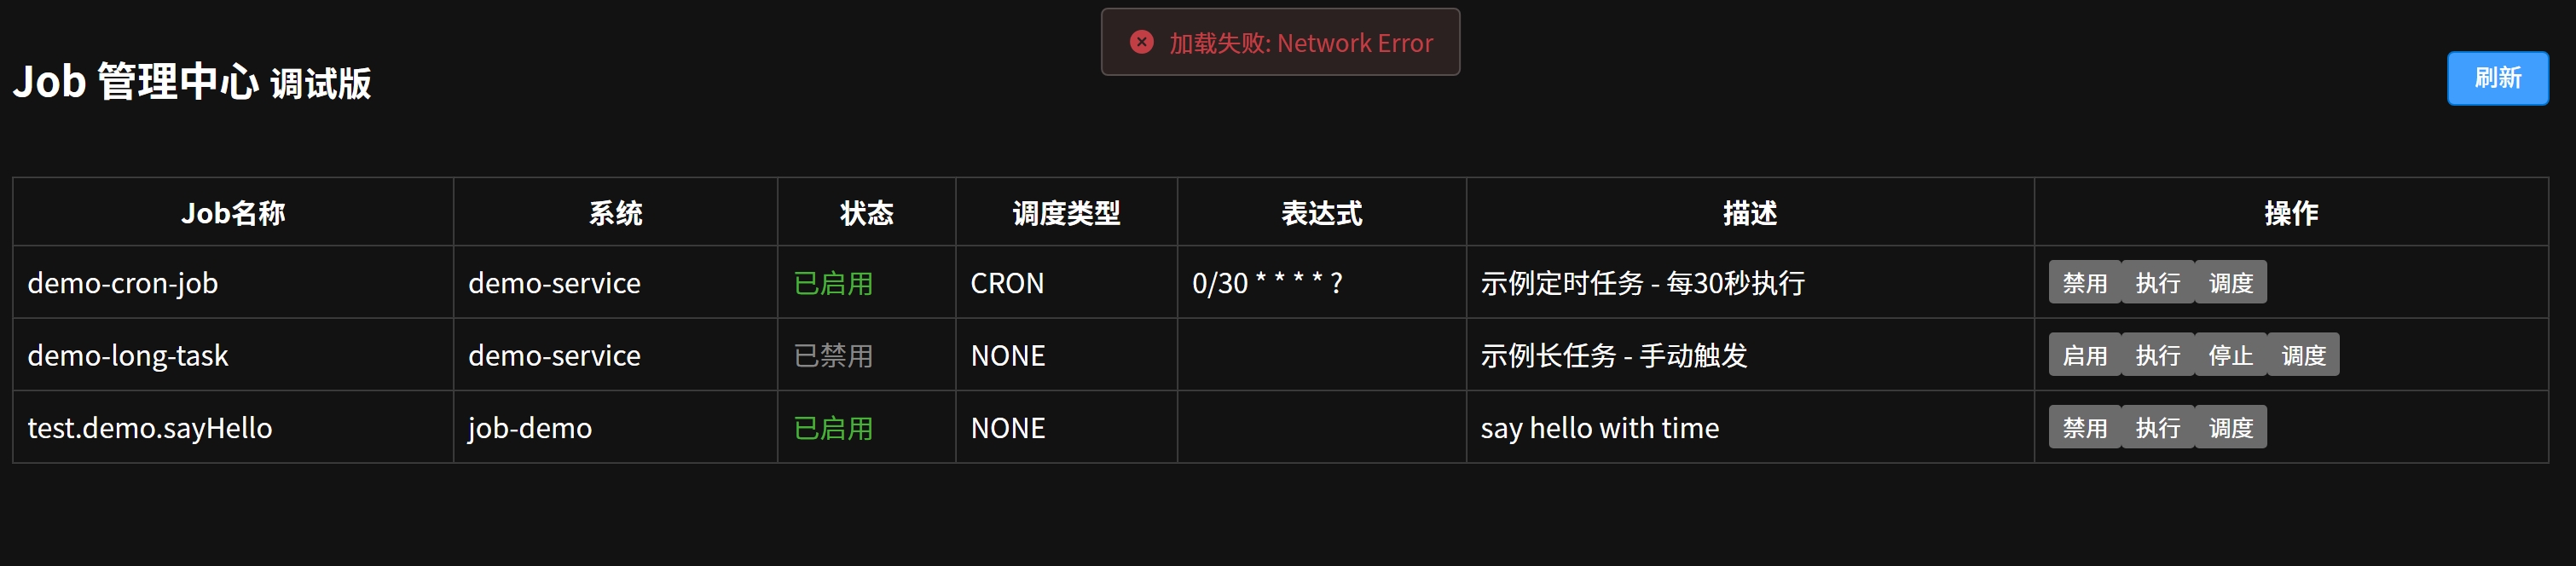 加载失败: Network Error
Job 管理中心 调试版
刷新
Job名称 系统 状态 调度类型 表达式 描述 操作
demo-cron-job demo-service 已启用 CRON 0/30 * * * * ? 示例定时任务 - 每30秒执行 禁用 执行 调度
demo-long-task demo-service 已禁用 NONE 示例长任务 - 手动触发 启用 执行 停止 调度
test.demo.sayHello job-demo 已启用 NONE say hello with time 禁用 执行 调度